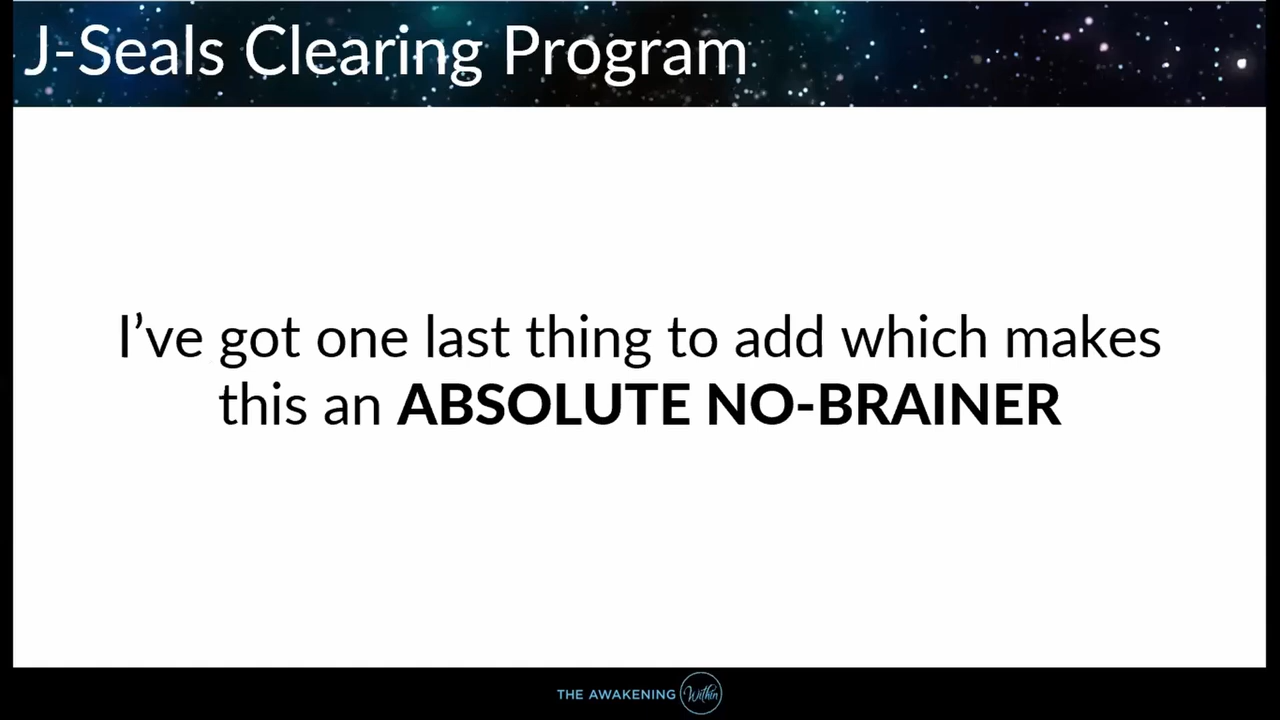 J-Seals Clearing Program
I’ve got one last thing to add which makes
this an ABSOLUTE NO-BRAINER
THE AWAKENING Within